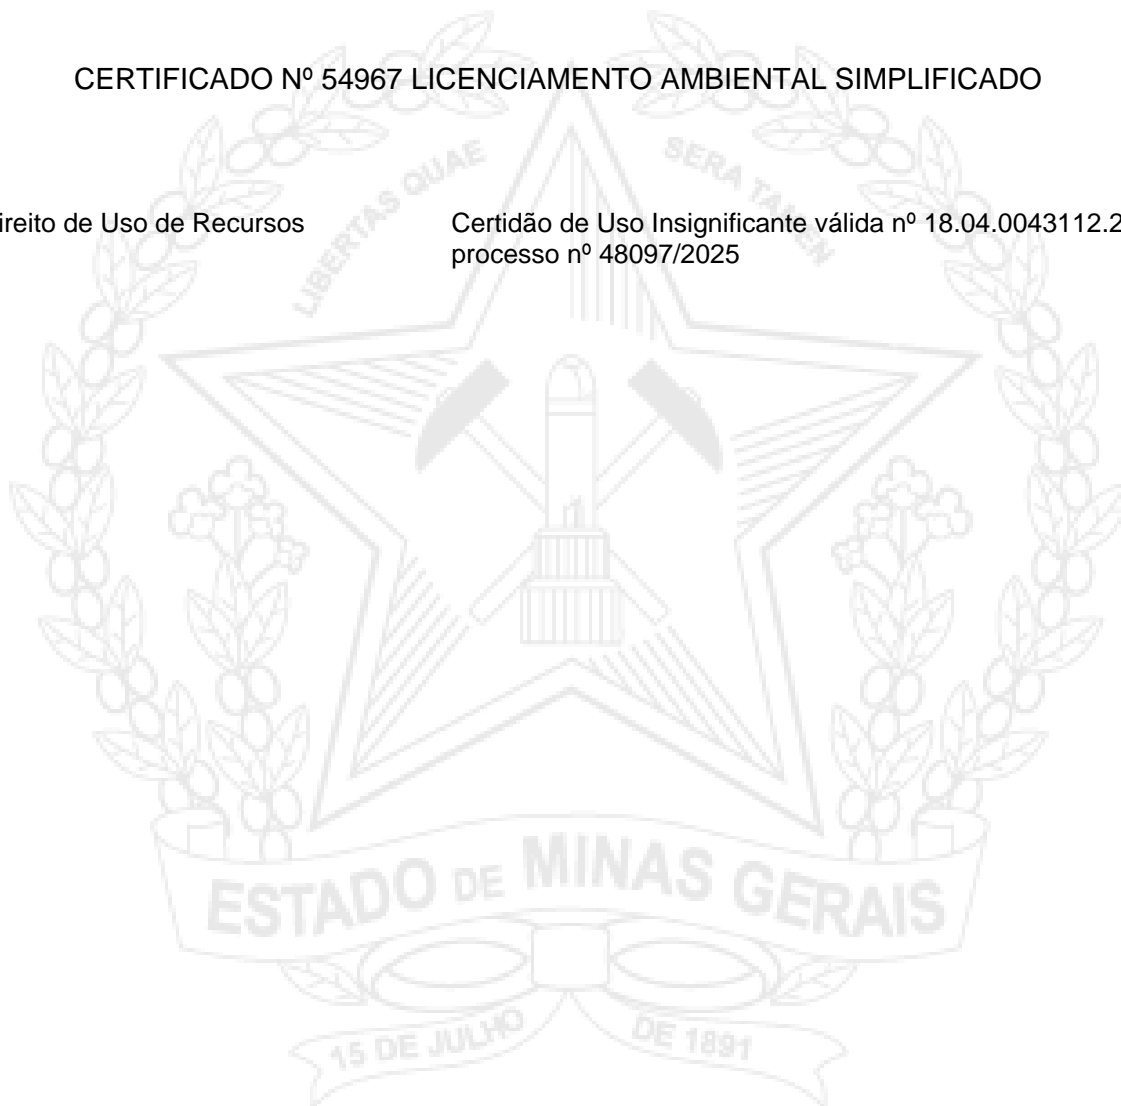 CERTIFICADO Nº 54967 LICENCIAMENTO AMBIENTAL SIMPLIFICADO
LIBERTAS QUAE SERA TAMEN
ireito de Uso de Recursos
Certidão de Uso Insignificante válida nº 18.04.0043112.2
processo nº 48097/2025
ESTADO DE MINAS GERAIS
15 DE JULHO DE 1891